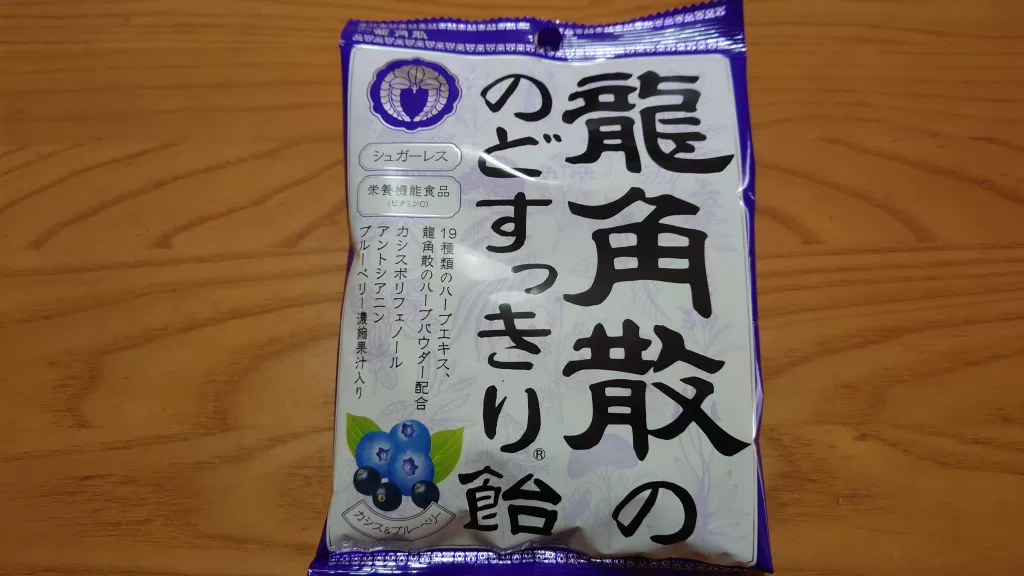 龍角散
龍角散の
のどすっきり®飴
シュガーレス
栄養機能食品
(ビタミンC)
19種類のハーブエキス、
龍角散のハーブパウダー配合
カシスポリフェノール
アントシアニン
ブルーベリー濃縮果汁入り
カシス&ブルーベリー